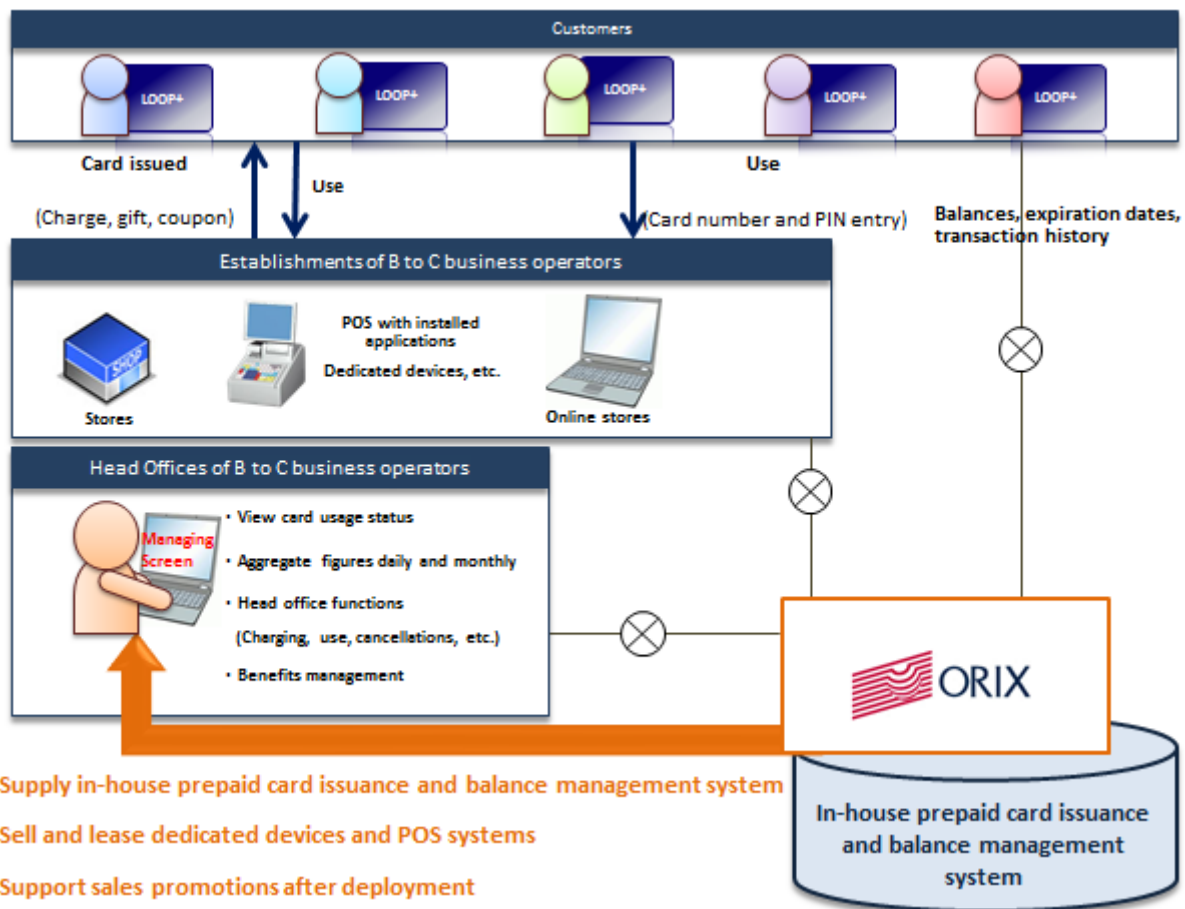 Customers
LOOP+
LOOP+
LOOP+
LOOP+
LOOP+
Card issued
Use
Use
(Charge, gift, coupon)
(Card number and PIN entry)
Balances, expiration dates,
transaction history
Establishments of B to C business operators
SHOP
POS with installed
applications
Dedicated devices, etc.
Stores
Online stores
Head Offices of B to C business operators
Managing
Screen
・View card usage status
・Aggregate figures daily and monthly
・Head office functions
(Charging, use, cancellations, etc.)
・Benefits management
ORIX
Supply in-house prepaid card issuance and balance management system
Sell and lease dedicated devices and POS systems
Support sales promotions after deployment
In-house prepaid card issuance
and balance management
system